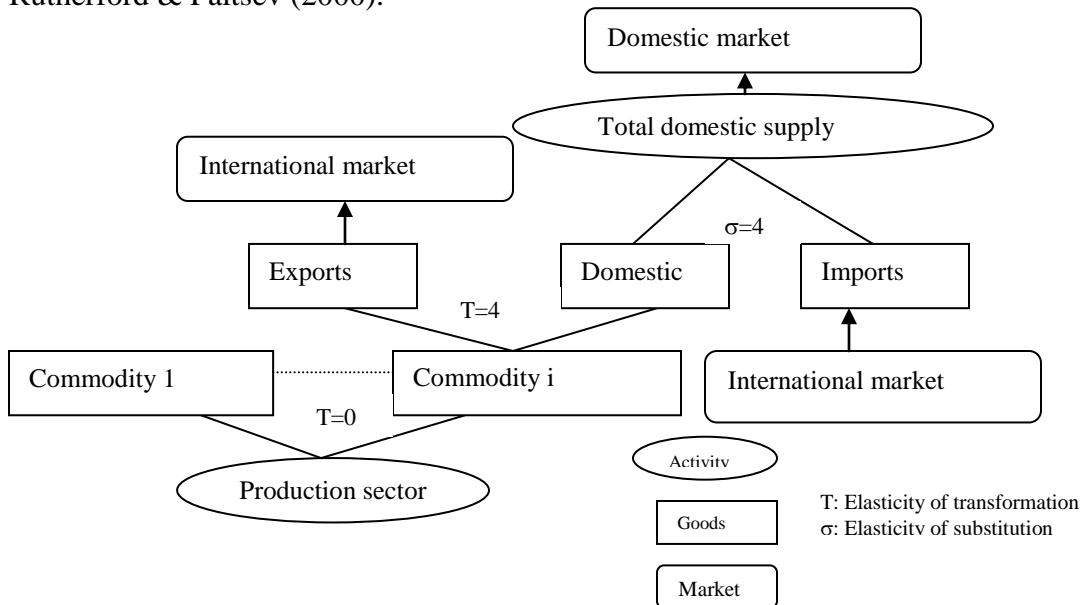 Rutherford & Paltsev (2000).
Domestic market
Total domestic supply
International market
σ=4
Exports
Domestic
Imports
T=4
Commodity 1
Commodity i
International market
T=0
Production sector
Activity
Goods
T: Elasticity of transformation
σ: Elasticity of substitution
Market